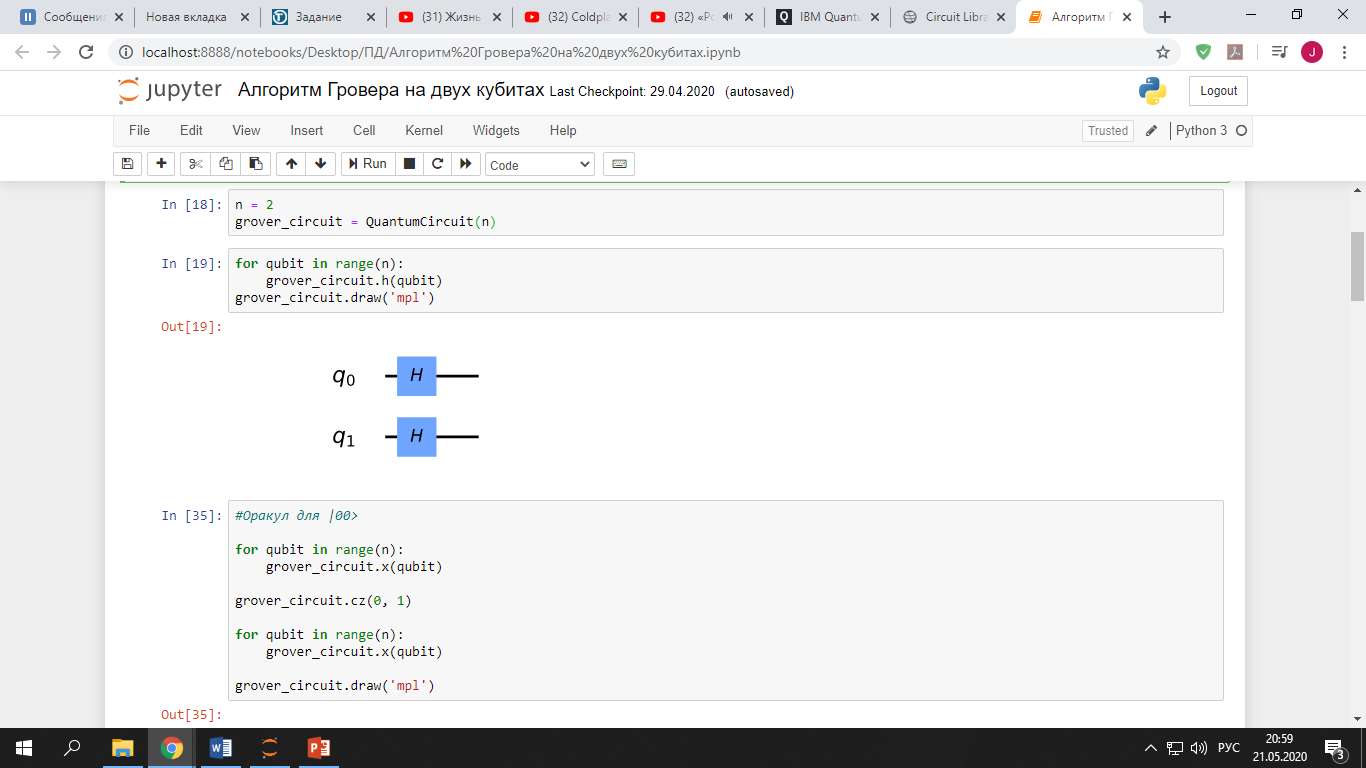 Сообщения
Новая вкладка
Задание
(31) Жизнь
(32) Coldpla
(32) «Ро
IBM Quantu
Circuit Libra
Алгоритм Г
localhost:8888/notebooks/Desktop/ПД/Алгоритм%20Гровера%20на%20двух%20кубитах.ipynb
J
jupyter Алгоритм Гровера на двух кубитах Last Checkpoint: 29.04.2020 (autosaved)
Logout
File Edit View Insert Cell Kernel Widgets Help
Trusted
Python 3
Run
Code
In [18]:
n = 2
grover_circuit = QuantumCircuit(n)
In [19]:
for qubit in range(n):
    grover_circuit.h(qubit)
grover_circuit.draw('mpl')
Out[19]:
q0 H
q1 H
In [35]:
#Оракул для |00>
for qubit in range(n):
    grover_circuit.x(qubit)
grover_circuit.cz(0, 1)
for qubit in range(n):
    grover_circuit.x(qubit)
grover_circuit.draw('mpl')
Out[35]:
РУС
20:59
21.05.2020
3